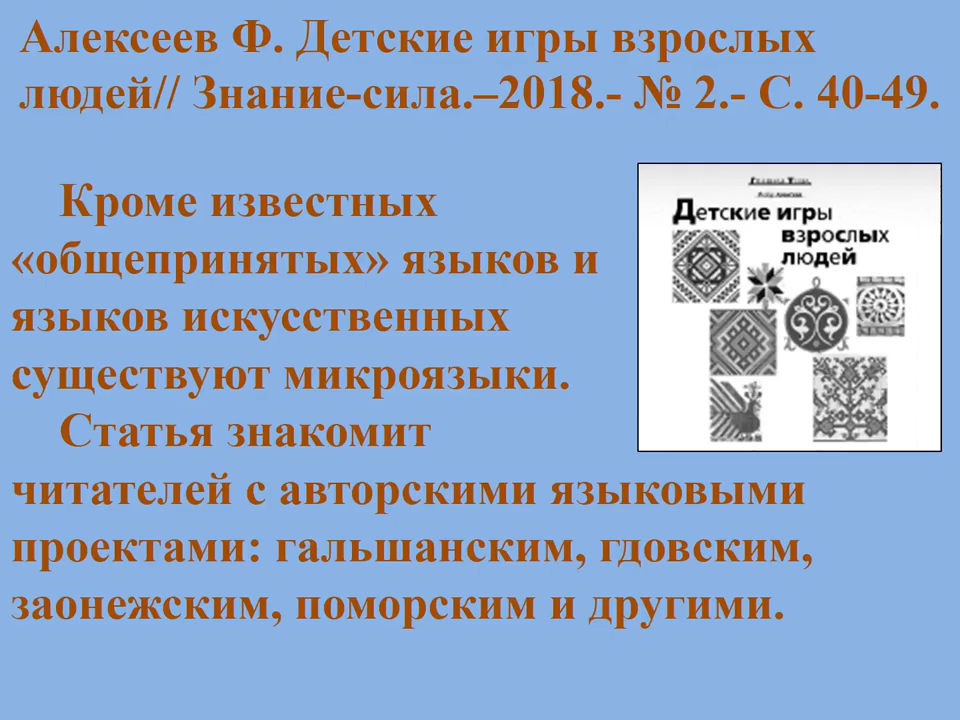 Алексеев Ф. Детские игры взрослых
людей// Знание-сила.–2018.- № 2.- С. 40-49.
Кроме известных
«общепринятых» языков и
языков искусственных
существуют микроязыки.
Статья знакомит
читателей с авторскими языковыми
проектами: гальшанским, гдовским,
заонежским, поморским и другими.
Детские игры
взрослых
людей